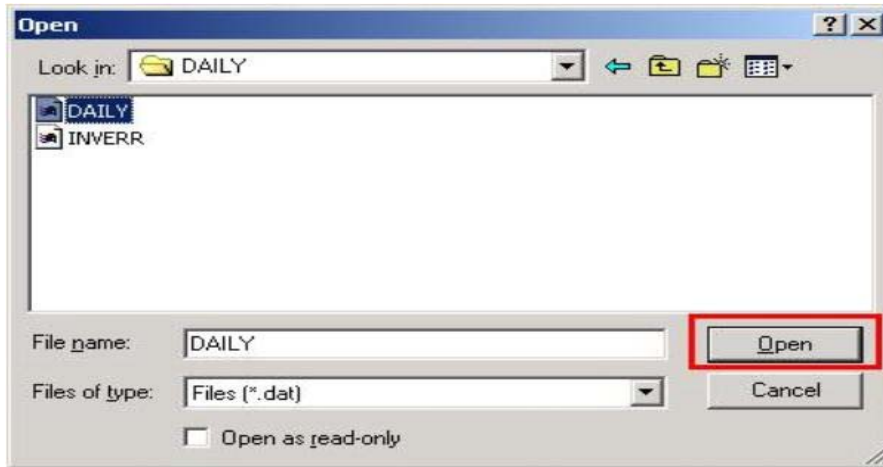 Open
Look in: DAILY
DAILY
INVERR
File name: DAILY Open
Files of type: Files (*.dat) Cancel
Open as read-only